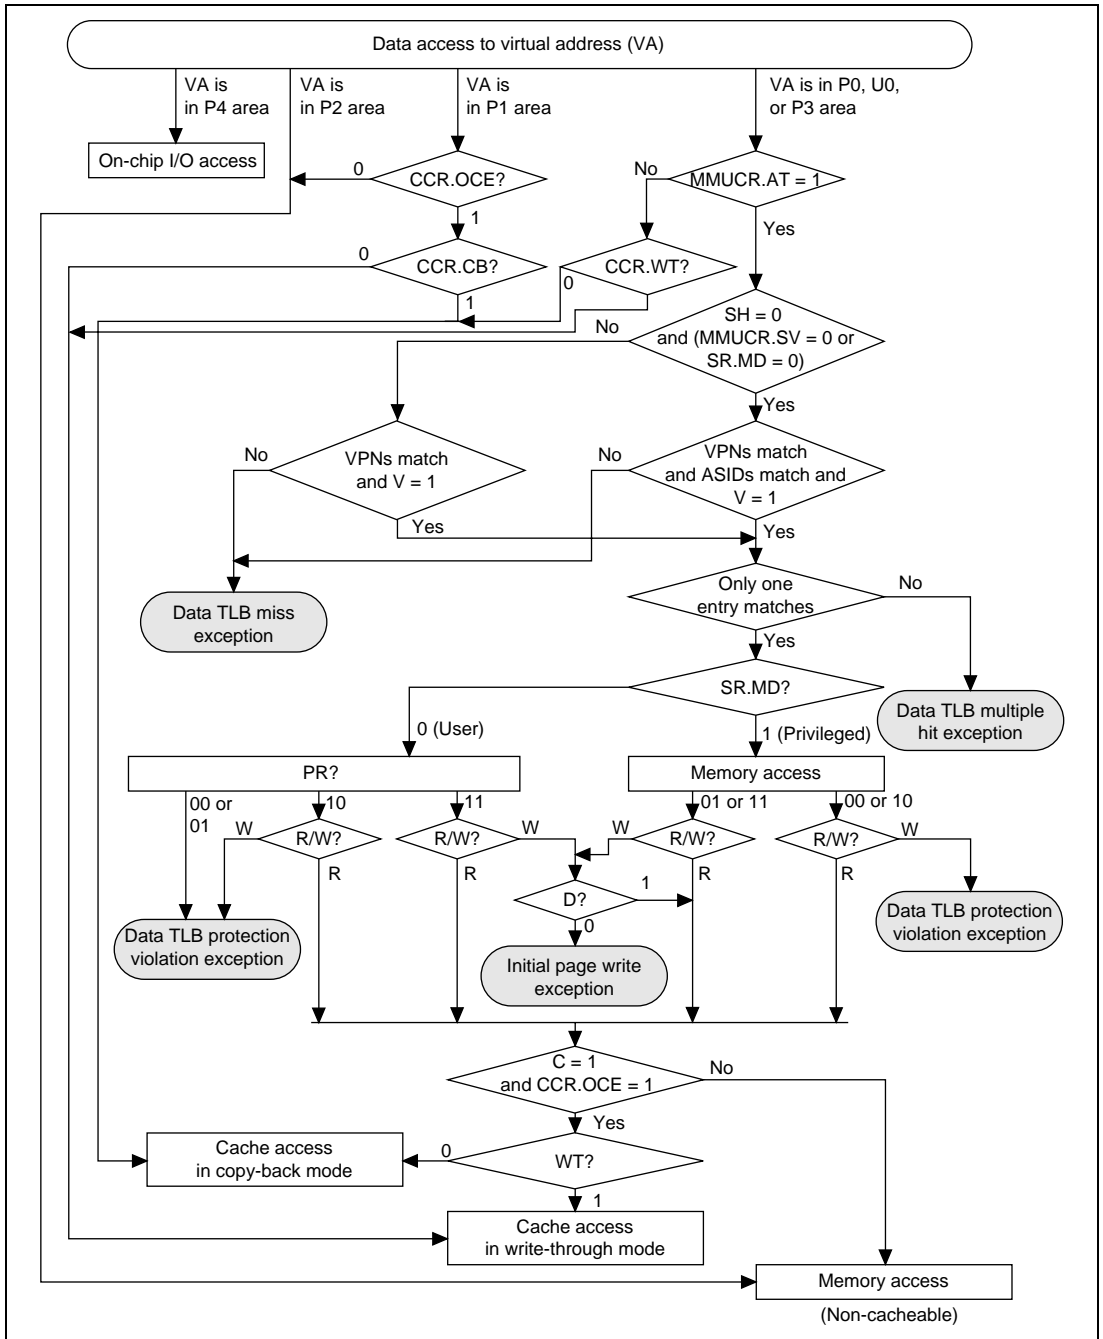 Data access to virtual address (VA)
VA is
in P4 area
VA is
in P2 area
VA is
in P1 area
VA is in P0, U0,
or P3 area
On-chip I/O access
0
CCR.OCE?
No
MMUCR.AT = 1
1
Yes
0
CCR.CB?
CCR.WT?
0
1
SH = 0
and (MMUCR.SV = 0 or
SR.MD = 0)
No
Yes
No
VPNs match
and V = 1
No
VPNs match
and ASIDs match and
V = 1
Yes
Yes
Only one
entry matches
No
Data TLB miss
exception
Yes
SR.MD?
Data TLB multiple
hit exception
0 (User)
1 (Privileged)
PR?
Memory access
00 or
01
10
11
01 or 11
00 or 10
W
R/W?
R/W?
W
W
R/W?
R/W?
W
R
R
R
R
D?
1
0
Data TLB protection
violation exception
Data TLB protection
violation exception
Initial page write
exception
C = 1
and CCR.OCE = 1
No
Yes
Cache access
in copy-back mode
0
WT?
1
Cache access
in write-through mode
Memory access
(Non-cacheable)